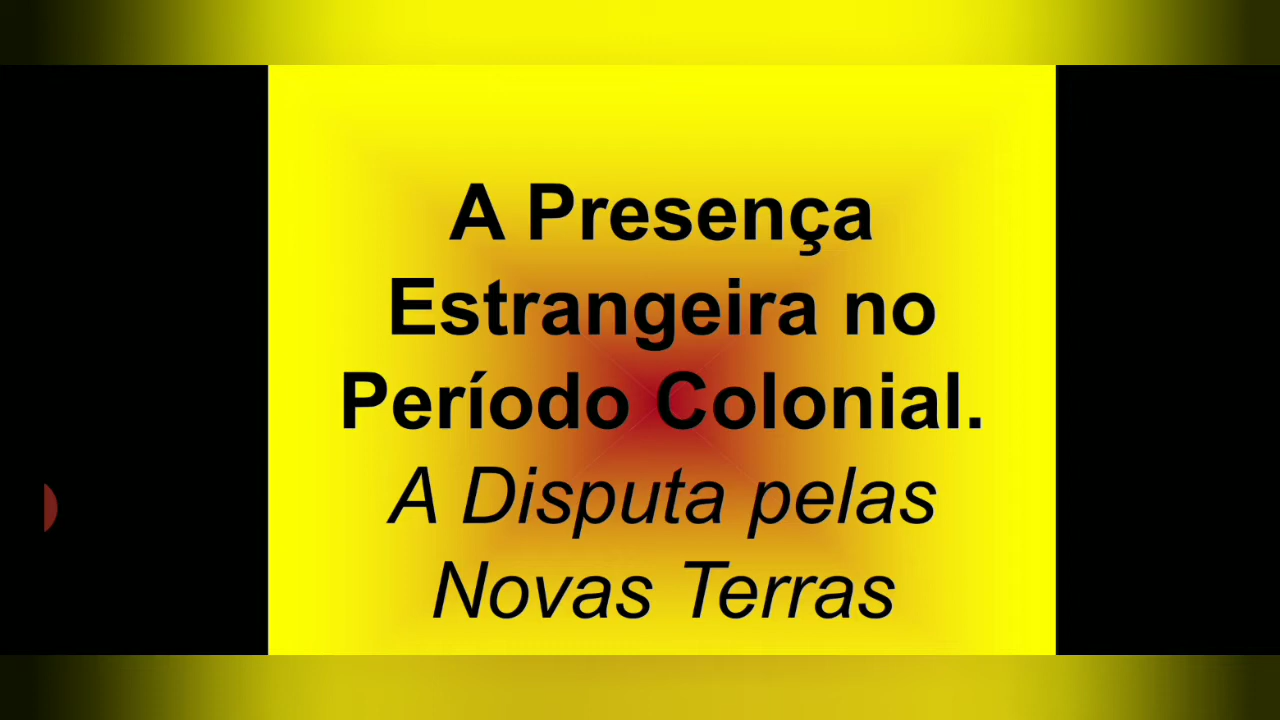 A Presença
Estrangeira no
Período Colonial.
A Disputa pelas
Novas Terras